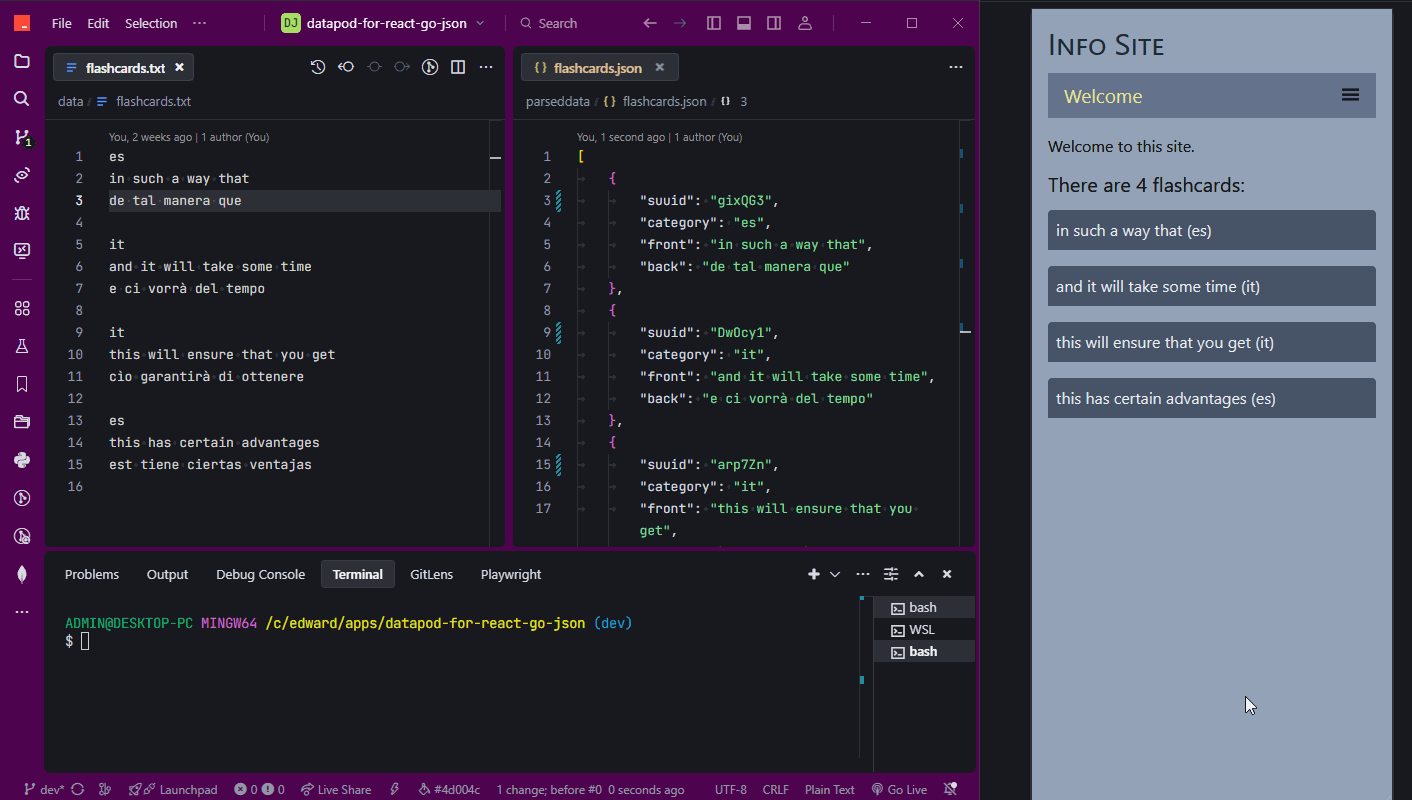 File Edit Selection ··· DJ datapod-for-react-go-json Search
flashcards.txt
data / flashcards.txt
You, 2 weeks ago | 1 author (You)
1 es
2 in such a way that
3 de tal manera que
4
5 it
6 and it will take some time
7 e ci vorrà del tempo
8
9 it
10 this will ensure that you get
11 cìo garantirà di ottenere
12
13 es
14 this has certain advantages
15 est tiene ciertas ventajas
16
{} flashcards.json
parseddata / {} flashcards.json / {} 3
You, 1 second ago | 1 author (You)
1 [
2 {
3 "suuid": "gixQG3",
4 "category": "es",
5 "front": "in such a way that",
6 "back": "de tal manera que"
7 },
8 {
9 "suuid": "DwOcy1",
10 "category": "it",
11 "front": "and it will take some time",
12 "back": "e ci vorrà del tempo"
13 },
14 {
15 "suuid": "arp7Zn",
16 "category": "it",
17 "front": "this will ensure that you
get",
Problems Output Debug Console Terminal GitLens Playwright
ADMIN@DESKTOP-PC MINGW64 /c/edward/apps/datapod-for-react-go-json (dev)
$
bash
WSL
bash
1
dev* Launchpad 0 0 Live Share #4d004c 1 change; before #0 0 seconds ago UTF-8 CRLF Plain Text Go Live
Info Site
Welcome
Welcome to this site.
There are 4 flashcards:
in such a way that (es)
and it will take some time (it)
this will ensure that you get (it)
this has certain advantages (es)